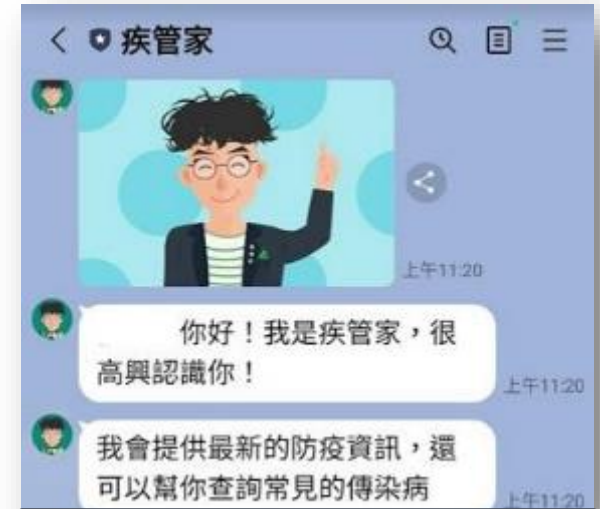 疾管家
上午11:20
你好！我是疾管家，很
高興認識你！
上午11:20
我會提供最新的防疫資訊，還
可以幫你查詢常見的傳染病
上午11:20